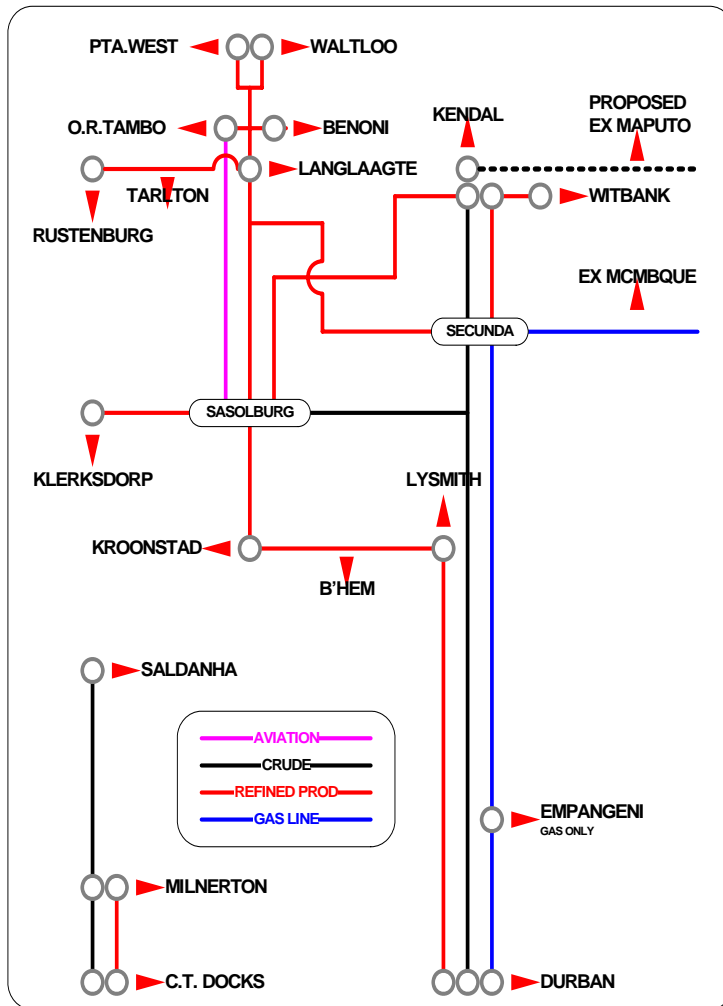 PTA.WEST
WALTLOO
PROPOSED
EX MAPUTO
KENDAL
O.R.TAMBO
BENONI
LANGLAAGTE
TARLTON
WITBANK
RUSTENBURG
EX MCMBQUE
SECUNDA
SASOLBURG
KLERKSDORP
LYSMITH
KROONSTAD
B'HEM
SALDANHA
AVIATION
CRUDE
REFINED PROD
GAS LINE
EMPANGENI
GAS ONLY
MILNERTON
C.T. DOCKS
DURBAN